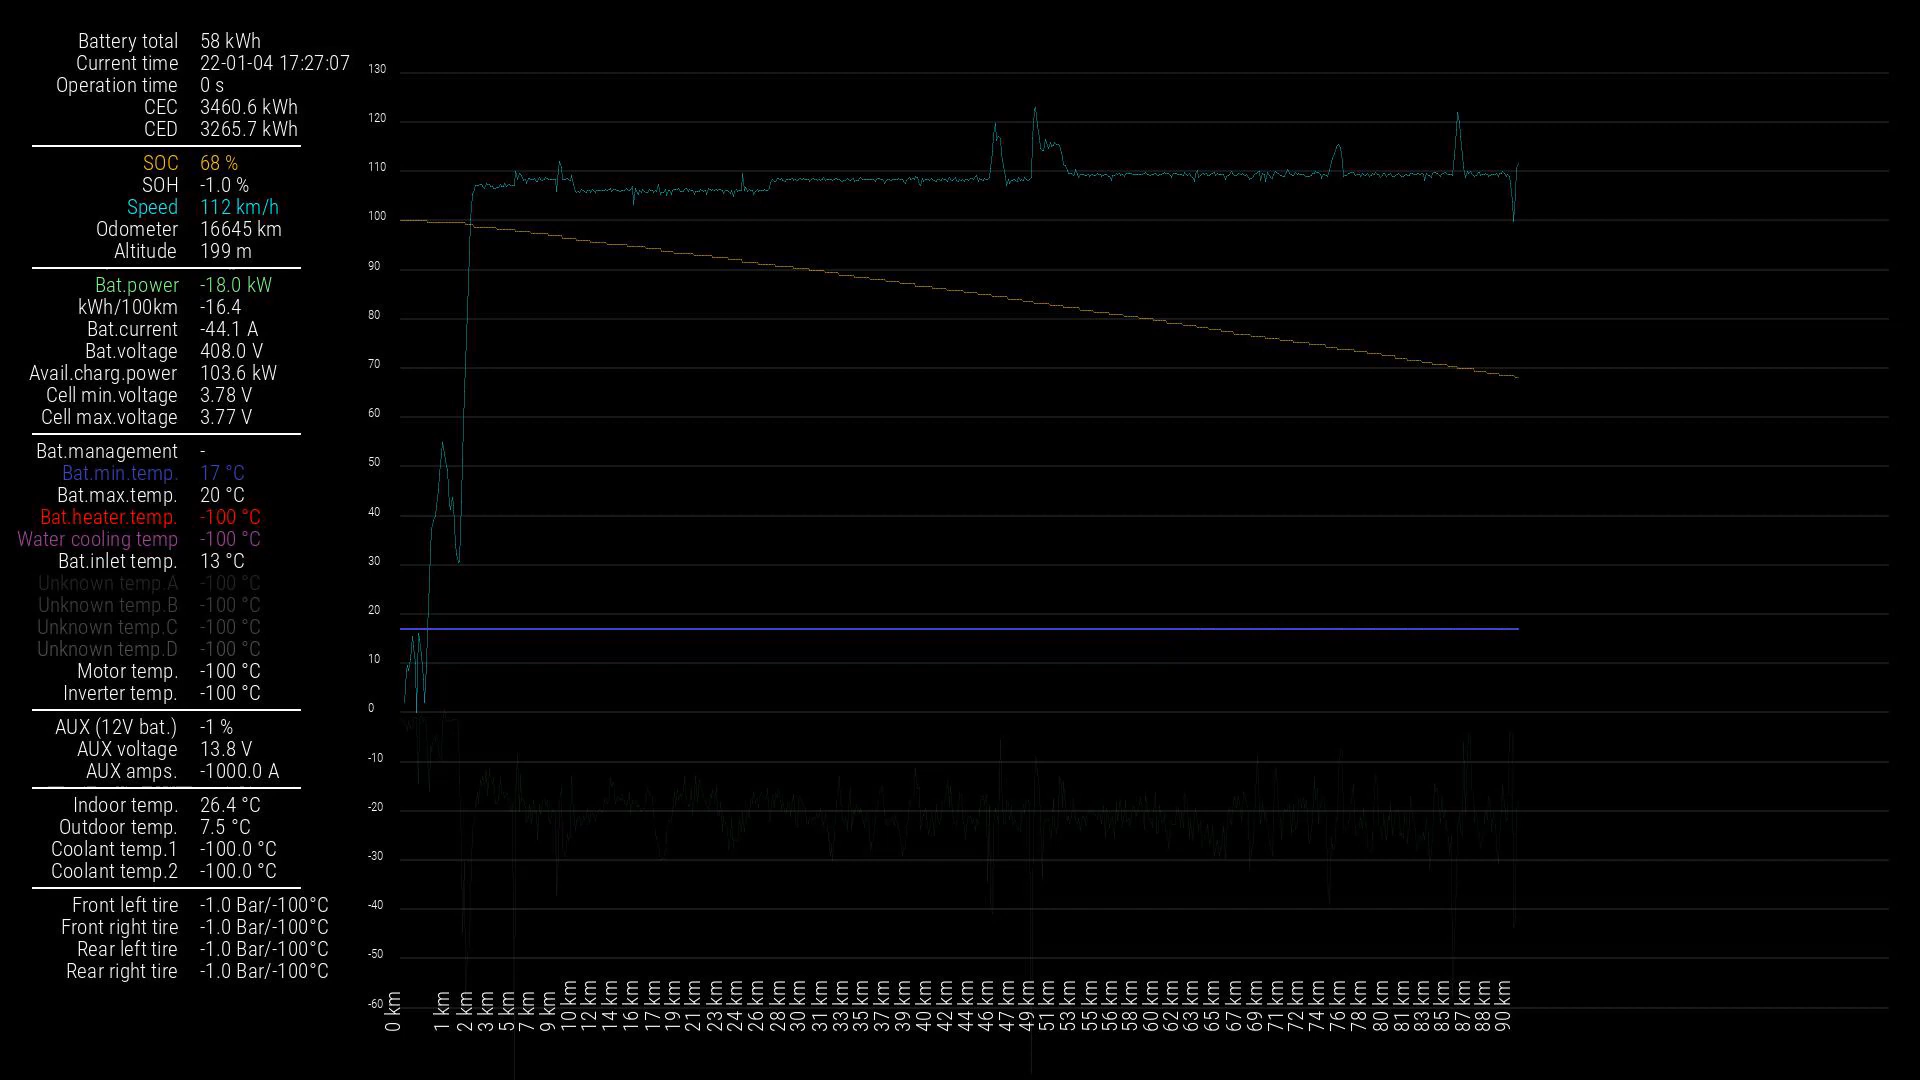 Battery total 58 kWh
Current time 22-01-04 17:27:07
Operation time 0 s
CEC 3460.6 kWh
CED 3265.7 kWh
SOC 68 %
SOH -1.0 %
Speed 112 km/h
Odometer 16645 km
Altitude 199 m
Bat.power -18.0 kW
kWh/100km -16.4
Bat.current -44.1 A
Bat.voltage 408.0 V
Avail.charg.power 103.6 kW
Cell min.voltage 3.78 V
Cell max.voltage 3.77 V
Bat.management -
Bat.min.temp. 17 °C
Bat.max.temp. 20 °C
Bat.heater.temp. -100 °C
Water cooling temp -100 °C
Bat.inlet temp. 13 °C
Unknown temp.A -100 °C
Unknown temp.B -100 °C
Unknown temp.C -100 °C
Unknown temp.D -100 °C
Motor temp. -100 °C
Inverter temp. -100 °C
AUX (12V bat.) -1 %
AUX voltage 13.8 V
AUX amps. -1000.0 A
Indoor temp. 26.4 °C
Outdoor temp. 7.5 °C
Coolant temp.1 -100.0 °C
Coolant temp.2 -100.0 °C
Front left tire -1.0 Bar/-100°C
Front right tire -1.0 Bar/-100°C
Rear left tire -1.0 Bar/-100°C
Rear right tire -1.0 Bar/-100°C
130
120
110
100
90
80
70
60
50
40
30
20
10
0
-10
-20
-30
-40
-50
-60
0 km
1 km
2 km
3 km
5 km
7 km
9 km
10 km
12 km
14 km
16 km
17 km
19 km
21 km
23 km
24 km
26 km
28 km
30 km
31 km
33 km
35 km
37 km
39 km
40 km
42 km
44 km
46 km
47 km
49 km
51 km
53 km
55 km
56 km
58 km
60 km
62 km
63 km
65 km
67 km
69 km
71 km
72 km
74 km
76 km
78 km
80 km
81 km
83 km
85 km
87 km
88 km
90 km